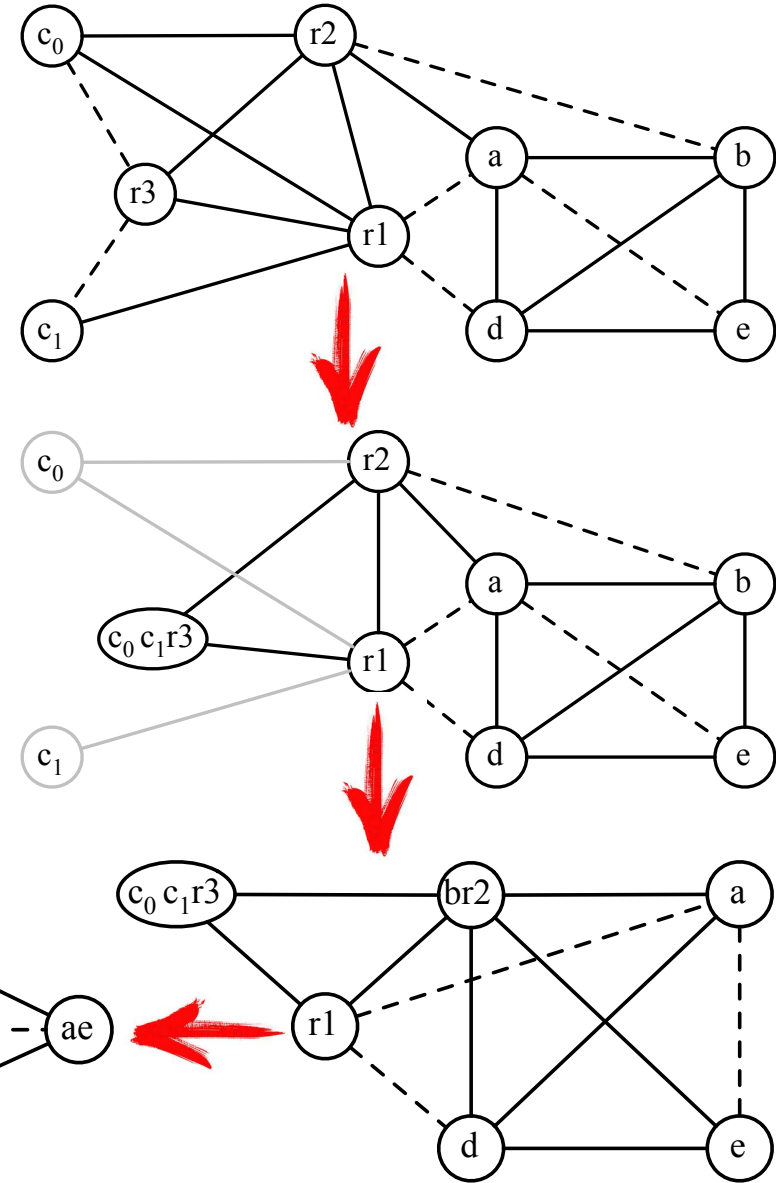 c₀ r2
a b
r3
r1
c₁ d e
c₀ r2
a b
c₀ c₁r3
r1
c₁ d e
c₀ c₁r3 br2 a
ae r1
d e